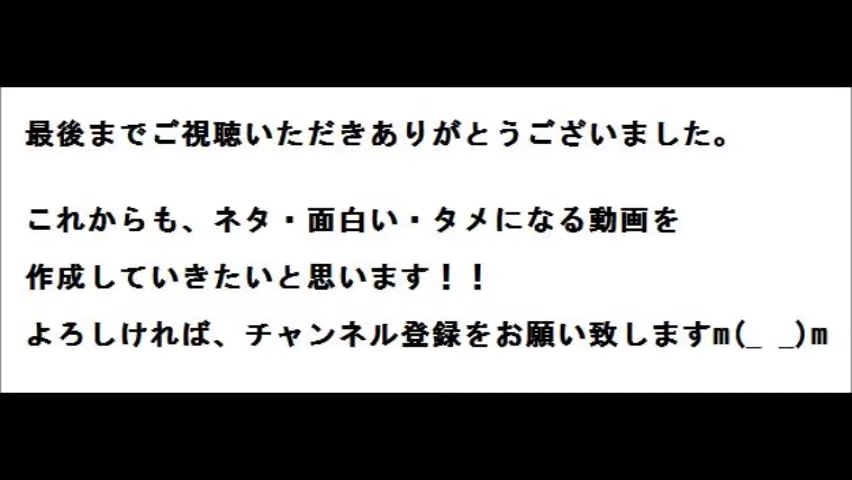 最後までご視聴いただきありがとうございました。
これからも、ネタ・面白い・タメになる動画を
作成していきたいと思います！！
よろしければ、チャンネル登録をお願い致しますm(_ _)m